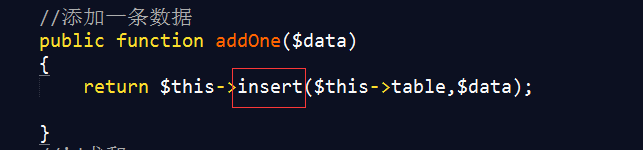 //添加一条数据
public function addOne($data)
{
return $this->insert($this->table,$data);
}